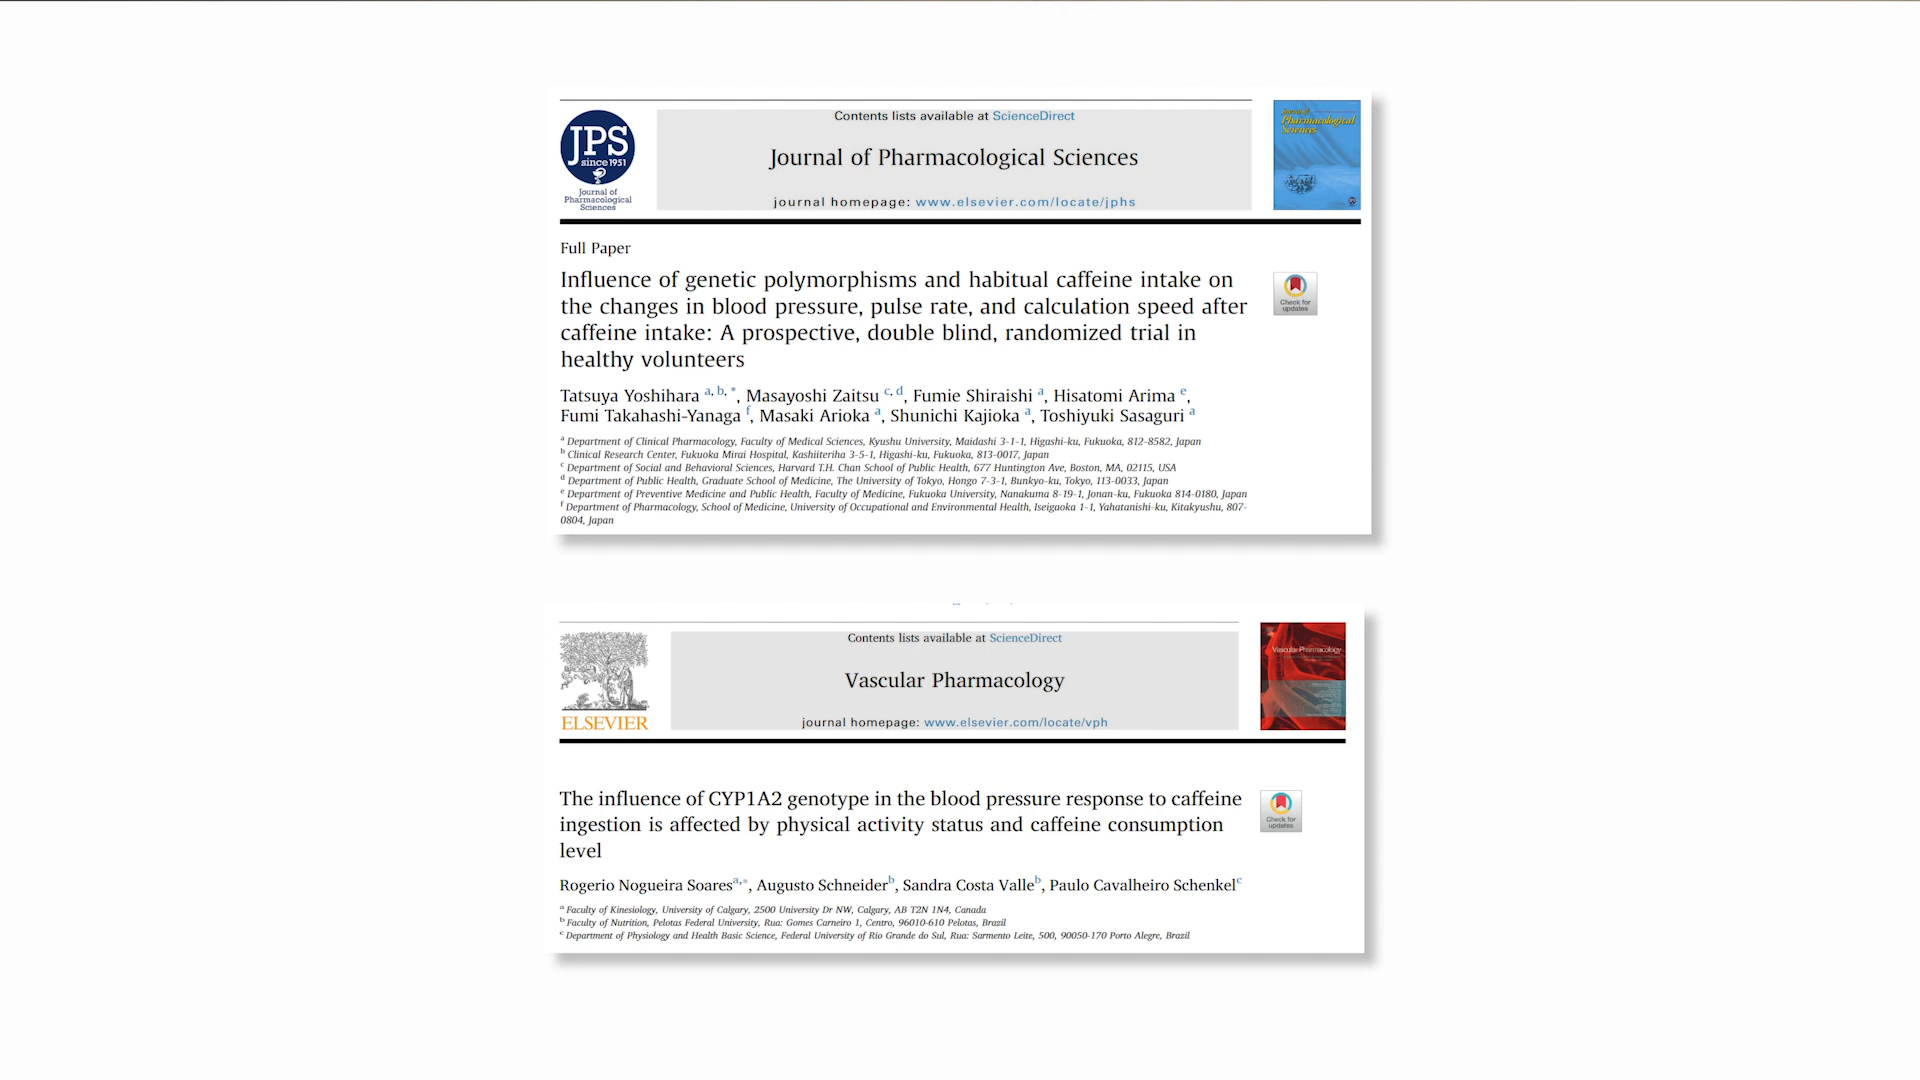 JPS
since 1951
Journal of
Pharmacological
Sciences
Contents lists available at ScienceDirect
Journal of Pharmacological Sciences
journal homepage: www.elsevier.com/locate/jphs
Journal of
Pharmacological
Sciences
Full Paper
Influence of genetic polymorphisms and habitual caffeine intake on
the changes in blood pressure, pulse rate, and calculation speed after
caffeine intake: A prospective, double blind, randomized trial in
healthy volunteers
Check for
updates
Tatsuya Yoshihara a, b, *, Masayoshi Zaitsu c, d, Fumie Shiraishi a, Hisatomi Arima e,
Fumi Takahashi-Yanaga f, Masaki Arioka a, Shunichi Kajioka a, Toshiyuki Sasaguri a
a Department of Clinical Pharmacology, Faculty of Medical Sciences, Kyushu University, Maidashi 3-1-1, Higashi-ku, Fukuoka, 812-8582, Japan
b Clinical Research Center, Fukuoka Mirai Hospital, Kashiiteriha 3-5-1, Higashi-ku, Fukuoka, 813-0017, Japan
c Department of Social and Behavioral Sciences, Harvard T.H. Chan School of Public Health, 677 Huntington Ave, Boston, MA, 02115, USA
d Department of Public Health, Graduate School of Medicine, The University of Tokyo, Hongo 7-3-1, Bunkyo-ku, Tokyo, 113-0033, Japan
e Department of Preventive Medicine and Public Health, Faculty of Medicine, Fukuoka University, Nanakuma 8-19-1, Jonan-ku, Fukuoka 814-0180, Japan
f Department of Pharmacology, School of Medicine, University of Occupational and Environmental Health, Iseigaoka 1-1, Yahatanishi-ku, Kitakyushu, 807-
0804, Japan
ELSEVIER
Contents lists available at ScienceDirect
Vascular Pharmacology
journal homepage: www.elsevier.com/locate/vph
Vascular Pharmacology
The influence of CYP1A2 genotype in the blood pressure response to caffeine
ingestion is affected by physical activity status and caffeine consumption
level
Check for
updates
Rogerio Nogueira Soares a,*, Augusto Schneider b, Sandra Costa Valle b, Paulo Cavalheiro Schenkel c
a Faculty of Kinesiology, University of Calgary, 2500 University Dr NW, Calgary, AB T2N 1N4, Canada
b Faculty of Nutrition, Pelotas Federal University, Rua: Gomes Carneiro 1, Centro, 96010-610 Pelotas, Brazil
c Department of Physiology and Health Basic Science, Federal University of Rio Grande do Sul, Rua: Sarmento Leite, 500, 90050-170 Porto Alegre, Brazil